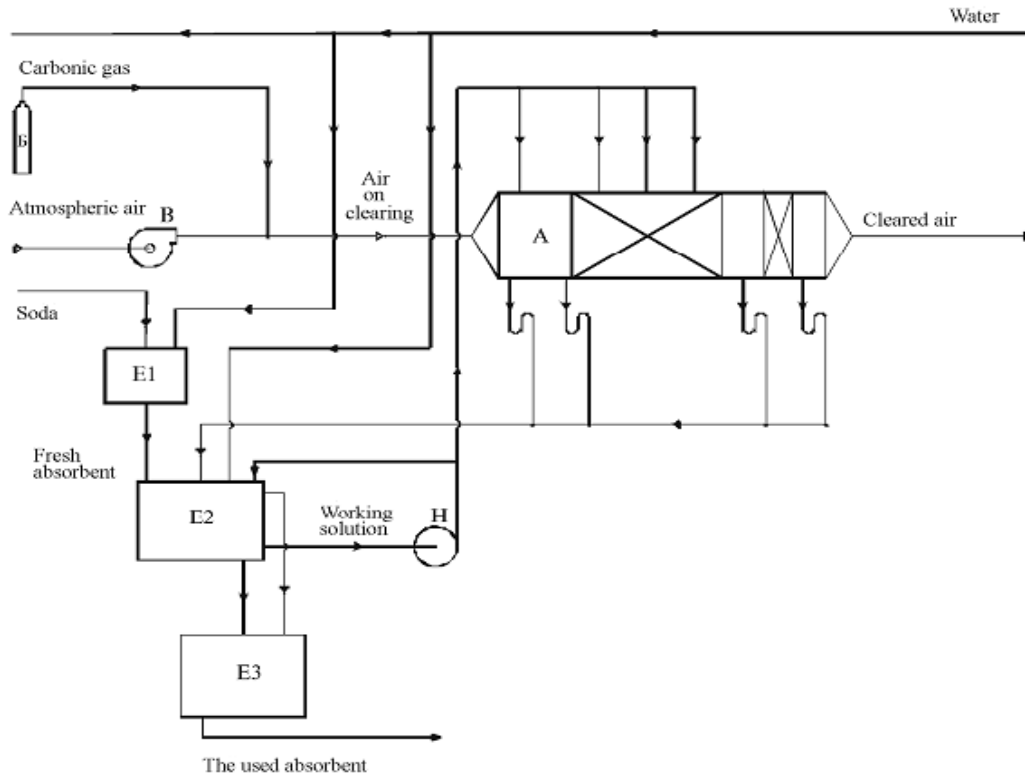 Water
Carbonic gas
Б
Atmospheric air
B
Air
on
clearing
A
Cleared air
Soda
E1
Fresh
absorbent
E2
Working
solution
H
E3
The used absorbent